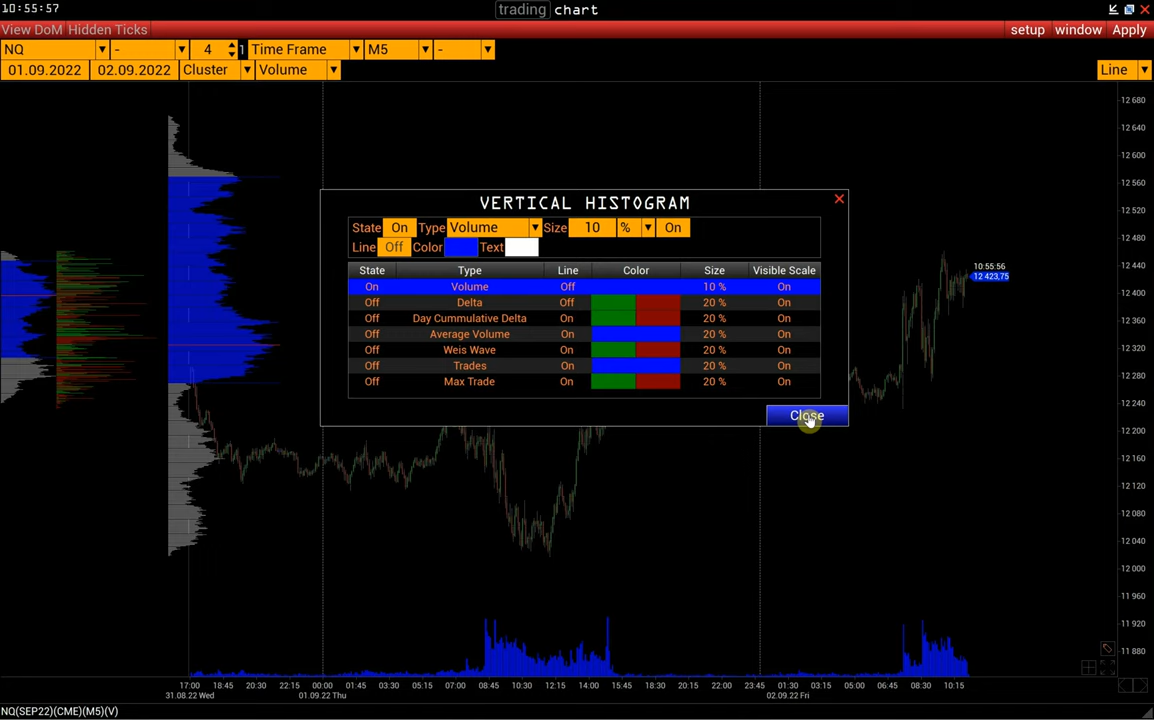 10:55:57 trading chart
View DoM Hidden Ticks setup window Apply
NQ - 4 1 Time Frame M5 -
01.09.2022 02.09.2022 Cluster Volume Line
12 680
12 640
12 600
12 560
12 520
12 480
12 440
12 400
12 360
12 320
12 280
12 240
12 200
12 160
12 120
12 080
12 040
12 000
11 960
11 920
11 880
10:55:56
12 423,75
VERTICAL HISTOGRAM
State On Type Volume Size 10 % On
Line Off Color Text
State Type Line Color Size Visible Scale
On Volume Off 10 % On
Off Delta Off 20 % On
Off Day Cummulative Delta On 20 % On
Off Average Volume On 20 % On
Off Weis Wave On 20 % On
Off Trades On 20 % On
Off Max Trade On 20 % On
Close
17:00 18:45 20:30 22:15 00:00 01:45 03:30 05:15 07:00 08:45 10:30 12:15 14:00 15:45 18:30 20:15 22:00 23:45 01:30 03:15 05:00 06:45 08:30 10:15
31.08.22 Wed 01.09.22 Thu 02.09.22 Fri
NQ(SEP22)(CME)(M5)(V)